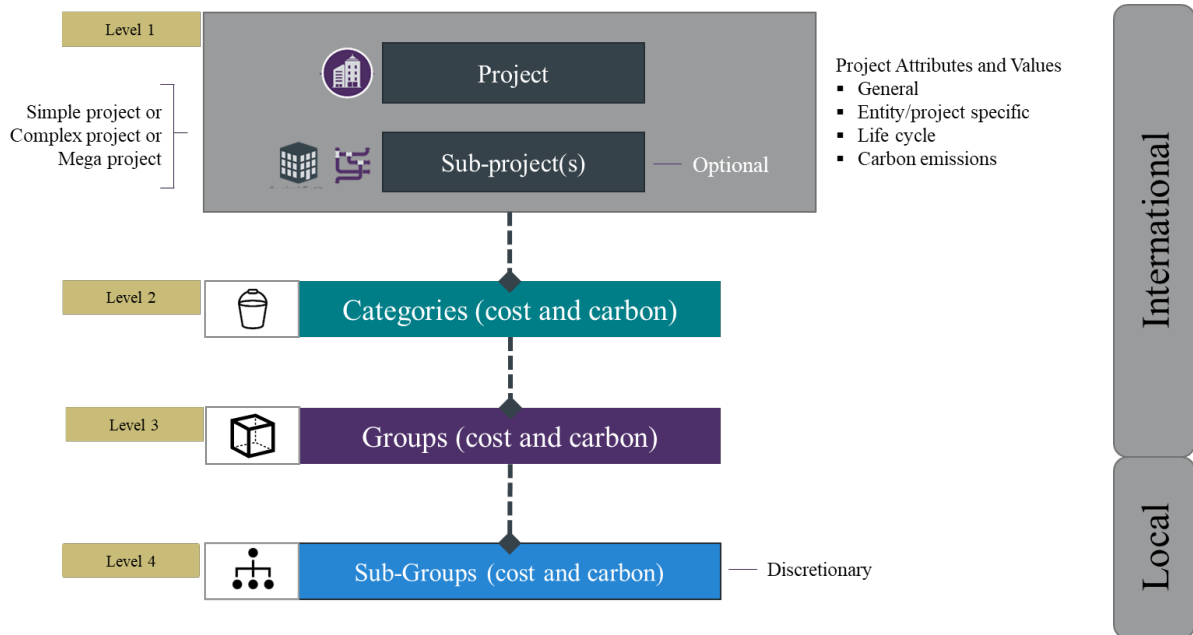 Level 1
Project
Sub-project(s)
Optional
Simple project or
Complex project or
Mega project
Project Attributes and Values
▪ General
▪ Entity/project specific
▪ Life cycle
▪ Carbon emissions
International
Level 2
Categories (cost and carbon)
Level 3
Groups (cost and carbon)
Level 4
Sub-Groups (cost and carbon)
Discretionary
Local